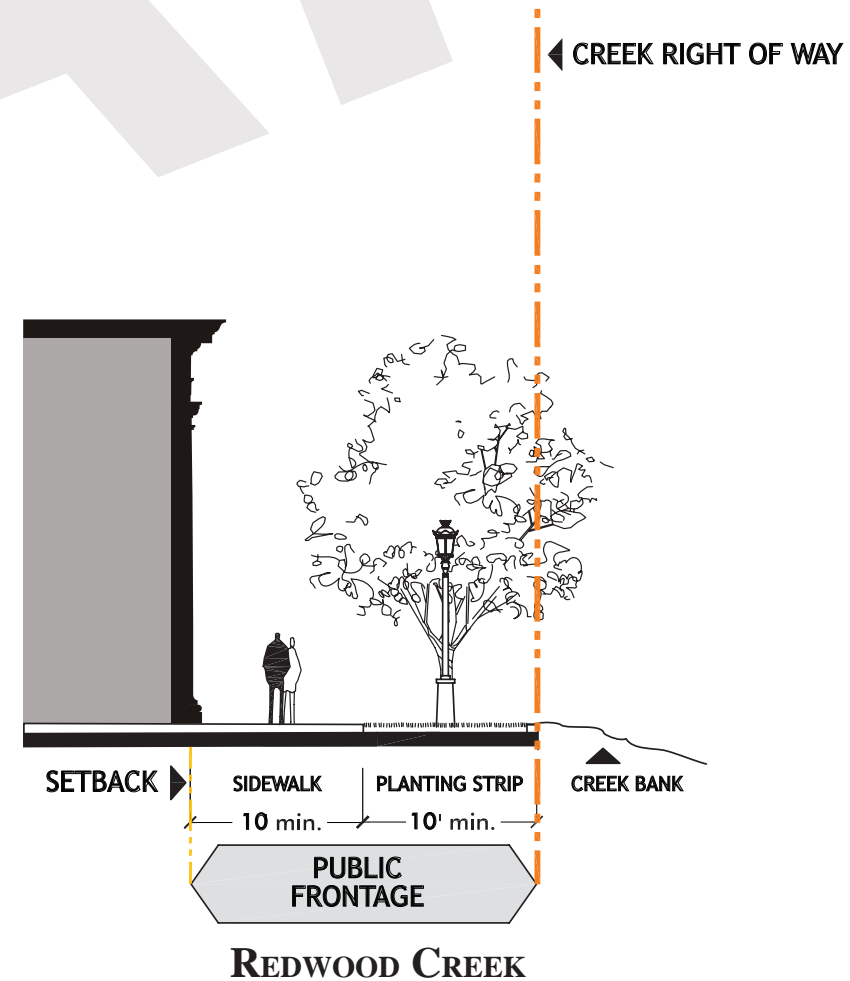 CREEK RIGHT OF WAY
SETBACK
SIDEWALK
PLANTING STRIP
CREEK BANK
10 min.
10' min.
PUBLIC
FRONTAGE
REDWOOD CREEK